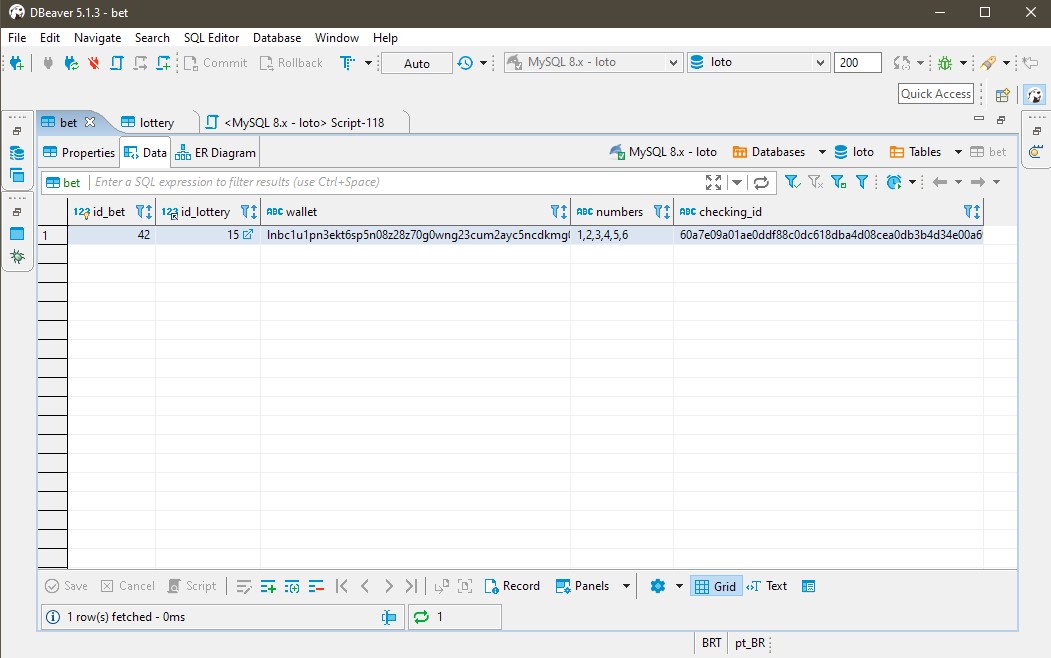 DBeaver 5.1.3 - bet
File Edit Navigate Search SQL Editor Database Window Help
Commit Rollback Auto MySQL 8.x - loto loto 200
Quick Access
bet lottery <MySQL 8.x - loto> Script-118
Properties Data ER Diagram MySQL 8.x - loto Databases loto Tables bet
bet Enter a SQL expression to filter results (use Ctrl+Space)
123 id_bet 123 id_lottery ABC wallet ABC numbers ABC checking_id
1 42 15 lnbc1u1pn3ekt6sp5n08z28z70g0wng23cum2ayc5ncdkmg 1,2,3,4,5,6 60a7e09a01ae0ddf88c0dc618dba4d08cea0db3b4d34e00a6
Save Cancel Script Record Panels Grid Text
1 row(s) fetched - 0ms 1
BRT pt_BR